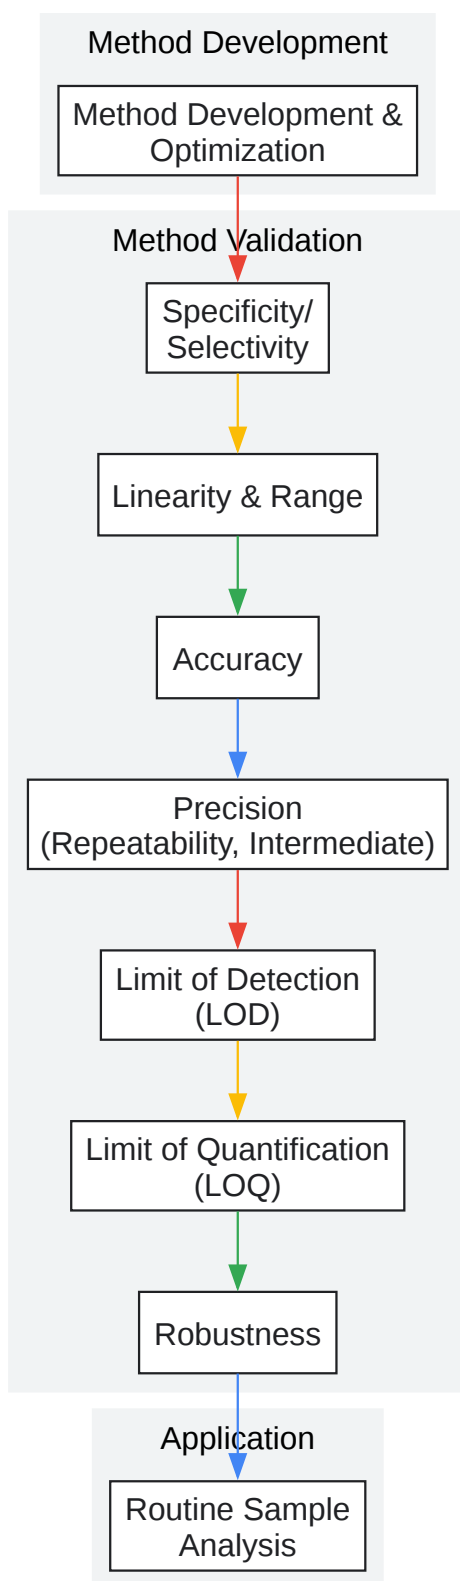 Method Development
Method Development &
Optimization
Method Validation
Specificity/
Selectivity
Linearity & Range
Accuracy
Precision
(Repeatability, Intermediate)
Limit of Detection
(LOD)
Limit of Quantification
(LOQ)
Robustness
Application
Routine Sample
Analysis